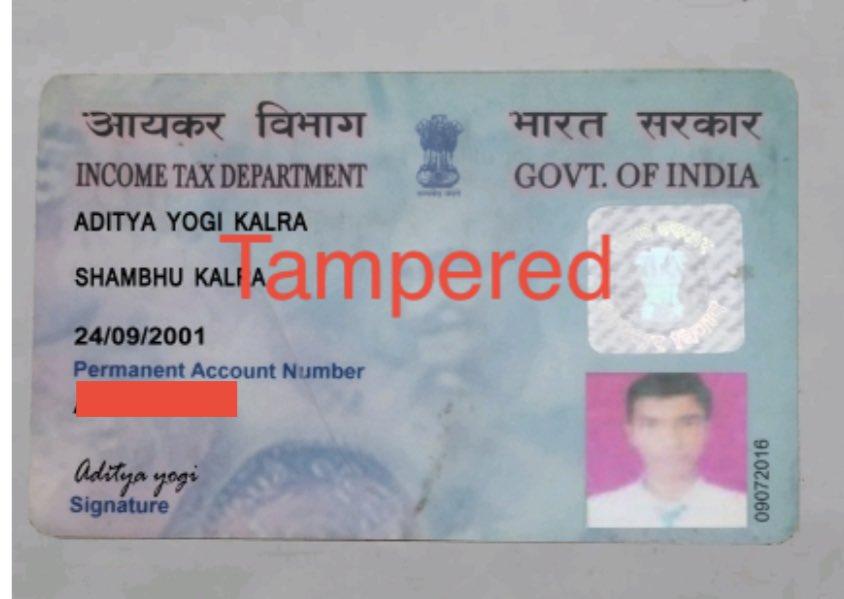 आयकर विभाग भारत सरकार
INCOME TAX DEPARTMENT GOVT. OF INDIA
ADITYA YOGI KALRA
Tampered
SHAMBHU KALRA
24/09/2001
Permanent Account Number
Aditya yogi
Signature
09072016